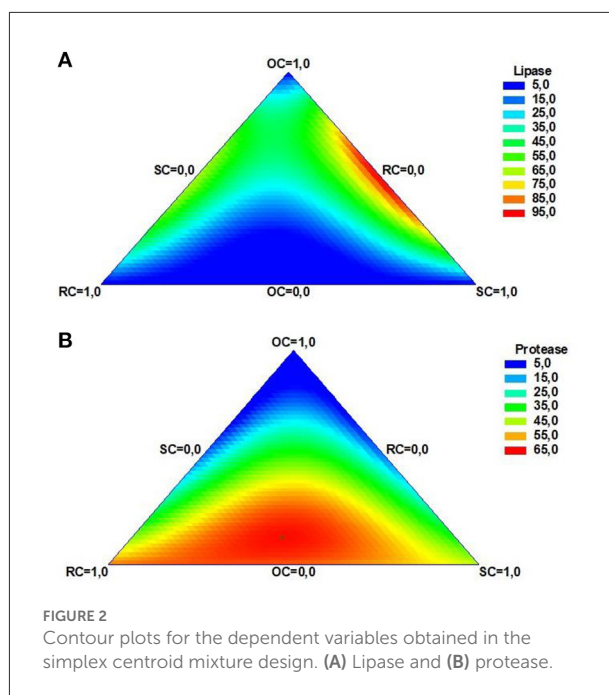 A
OC=1,0
SC=0,0
RC=0,0
RC=1,0
OC=0,0
SC=1,0
Lipase
5,0
15,0
25,0
35,0
45,0
55,0
65,0
75,0
85,0
95,0
B
OC=1,0
SC=0,0
RC=0,0
RC=1,0
OC=0,0
SC=1,0
Protease
5,0
15,0
25,0
35,0
45,0
55,0
65,0
FIGURE 2
Contour plots for the dependent variables obtained in the
simplex centroid mixture design. (A) Lipase and (B) protease.